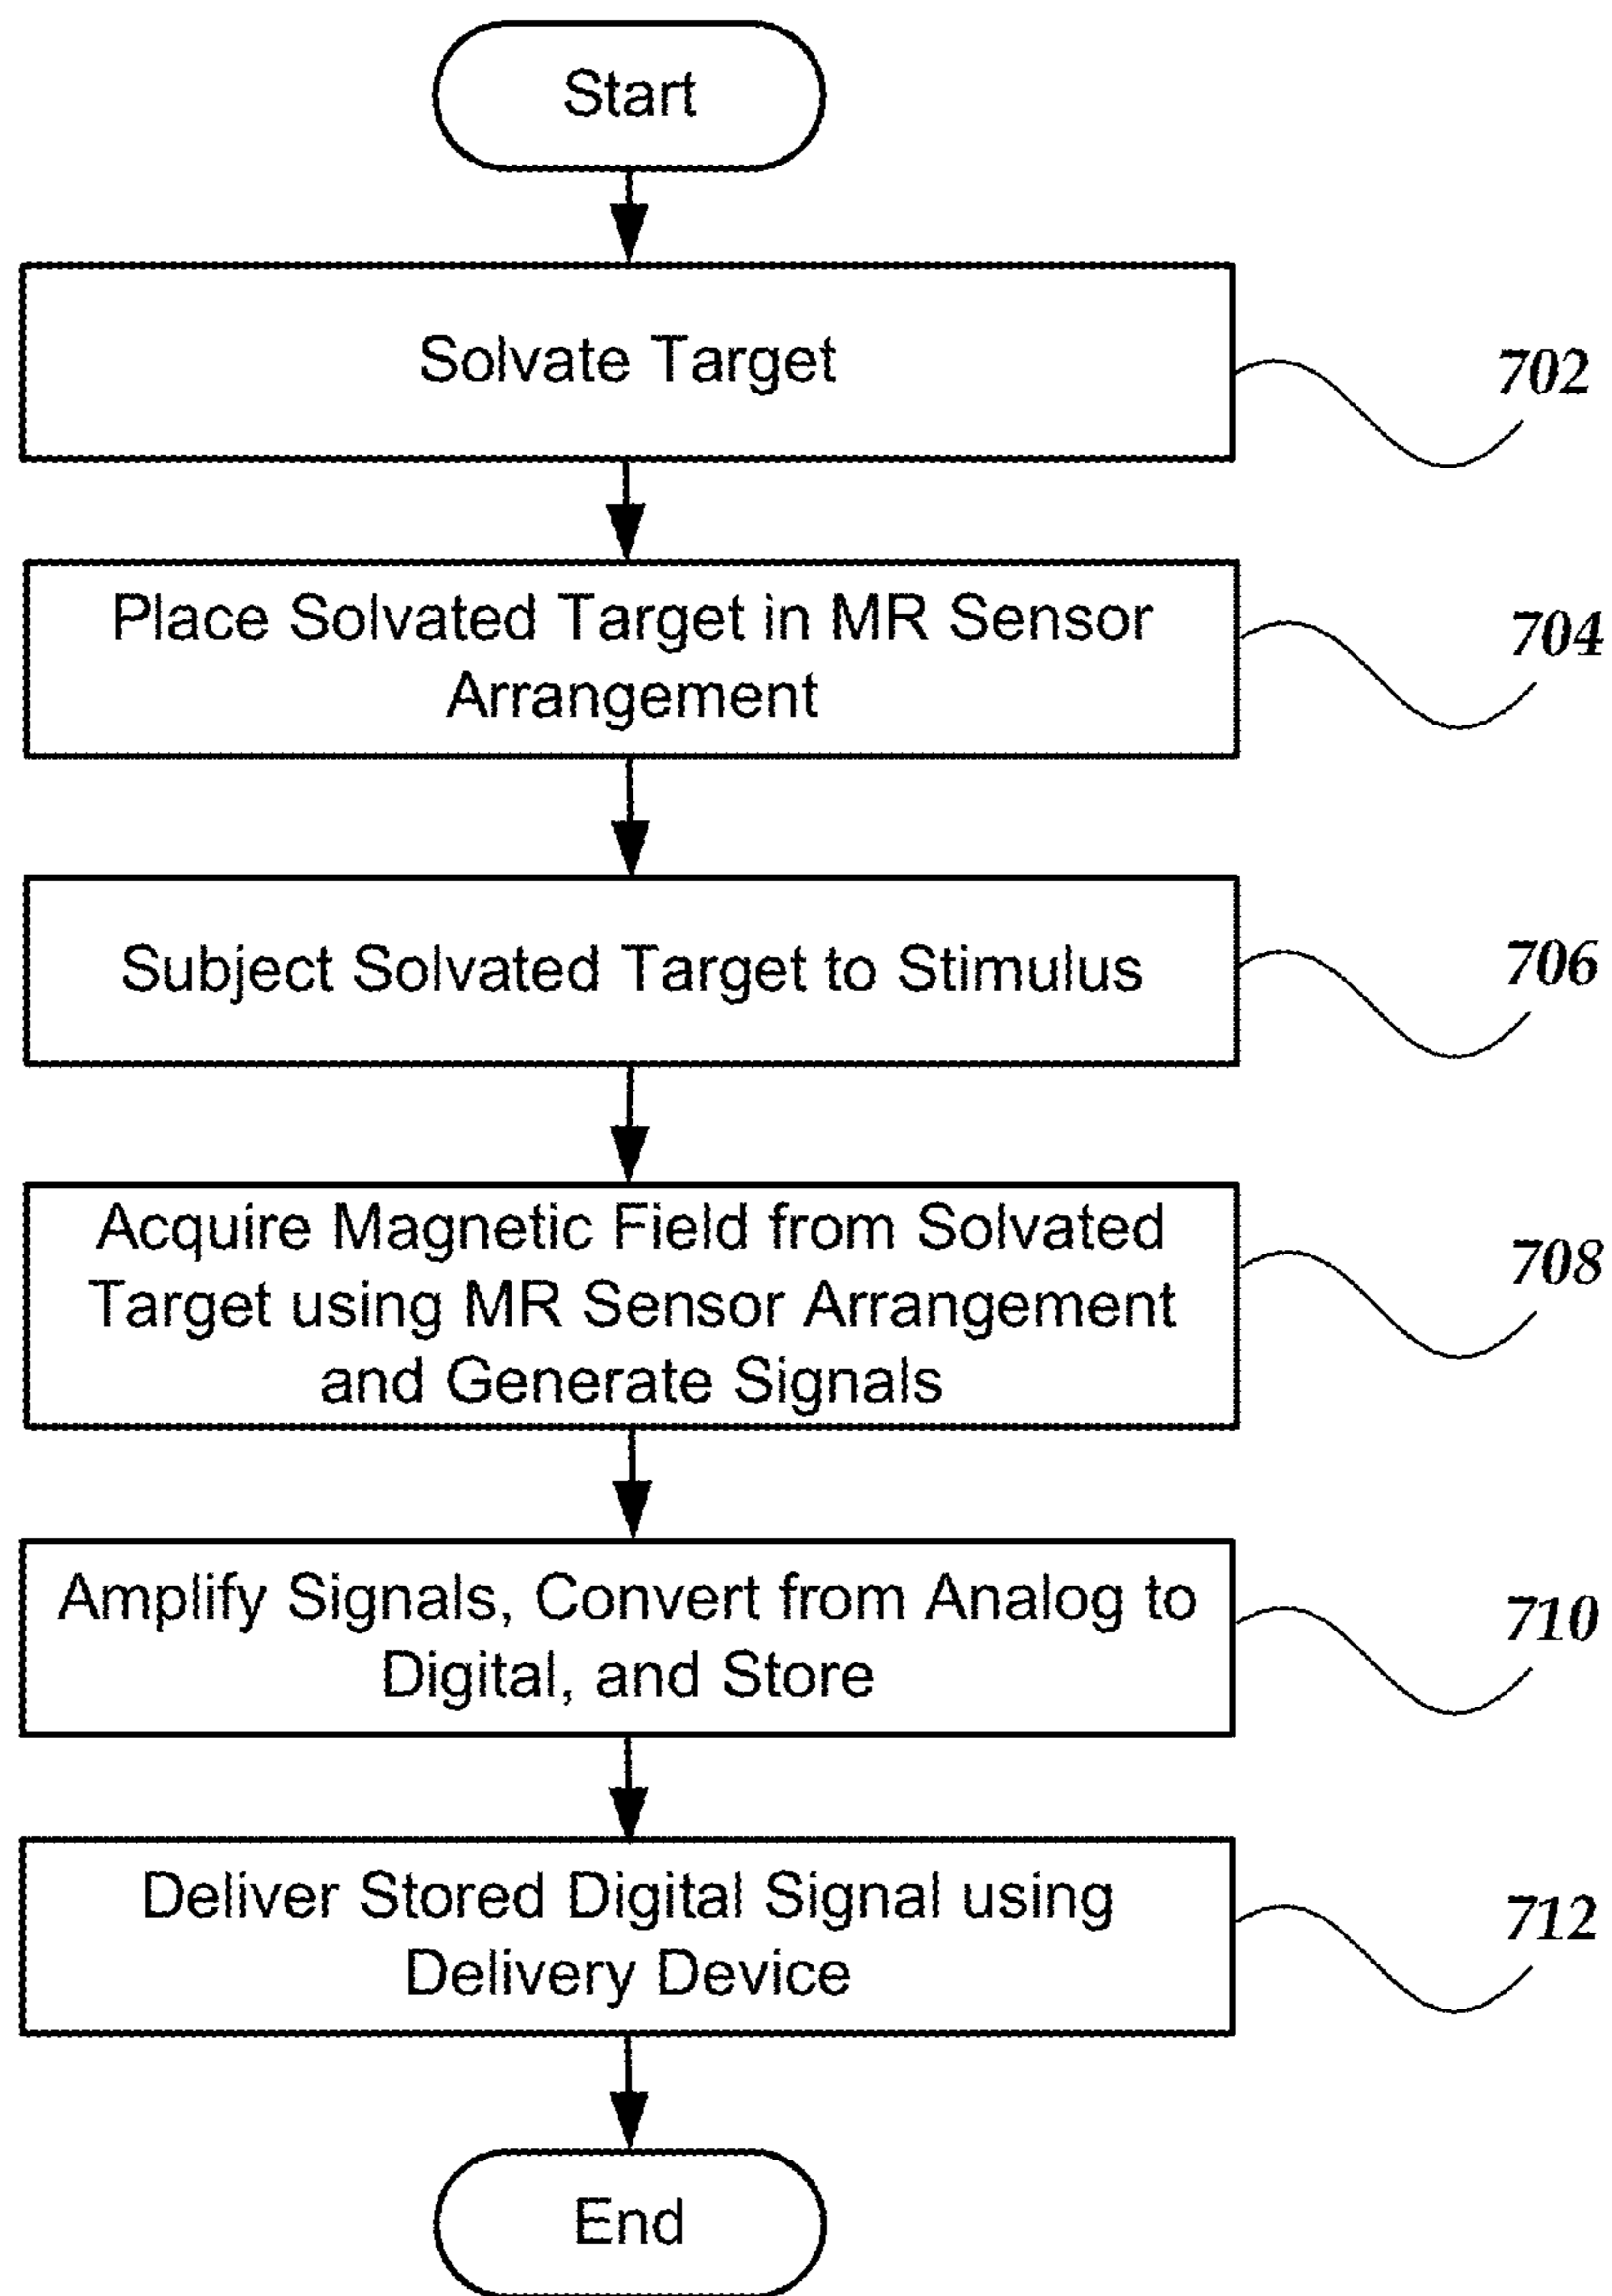 Start
Solvate Target
702
Place Solvated Target in MR Sensor
Arrangement
704
Subject Solvated Target to Stimulus
706
Acquire Magnetic Field from Solvated
Target using MR Sensor Arrangement
and Generate Signals
708
Amplify Signals, Convert from Analog to
Digital, and Store
710
Deliver Stored Digital Signal using
Delivery Device
712
End